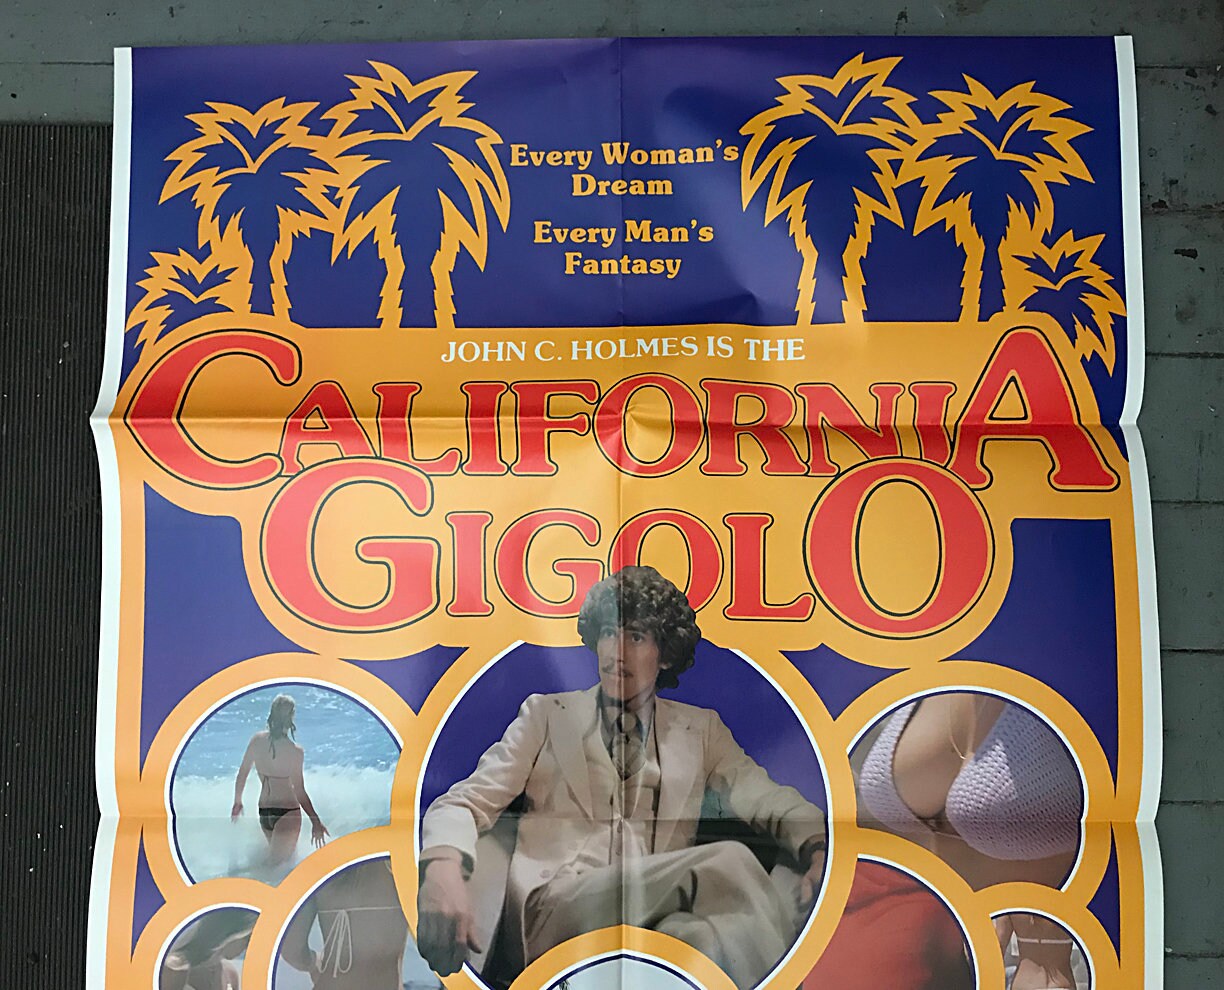 Every Woman's
Dream
Every Man's
Fantasy
JOHN C. HOLMES IS THE
CALIFORNIA
GIGOLO